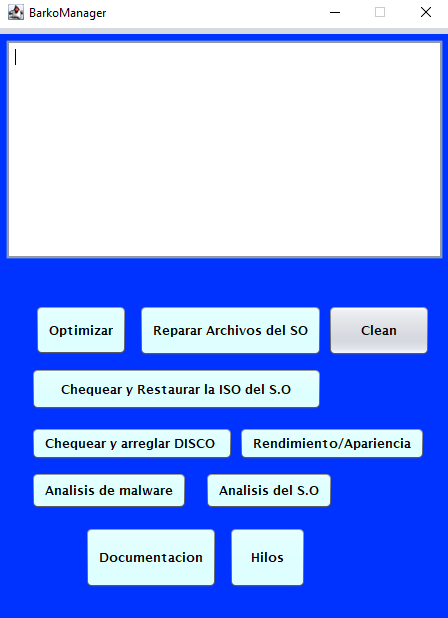 BarkoManager
Optimizar
Reparar Archivos del SO
Clean
Chequear y Restaurar la ISO del S.O
Chequear y arreglar DISCO
Rendimiento/Apariencia
Analisis de malware
Analisis del S.O
Documentacion
Hilos